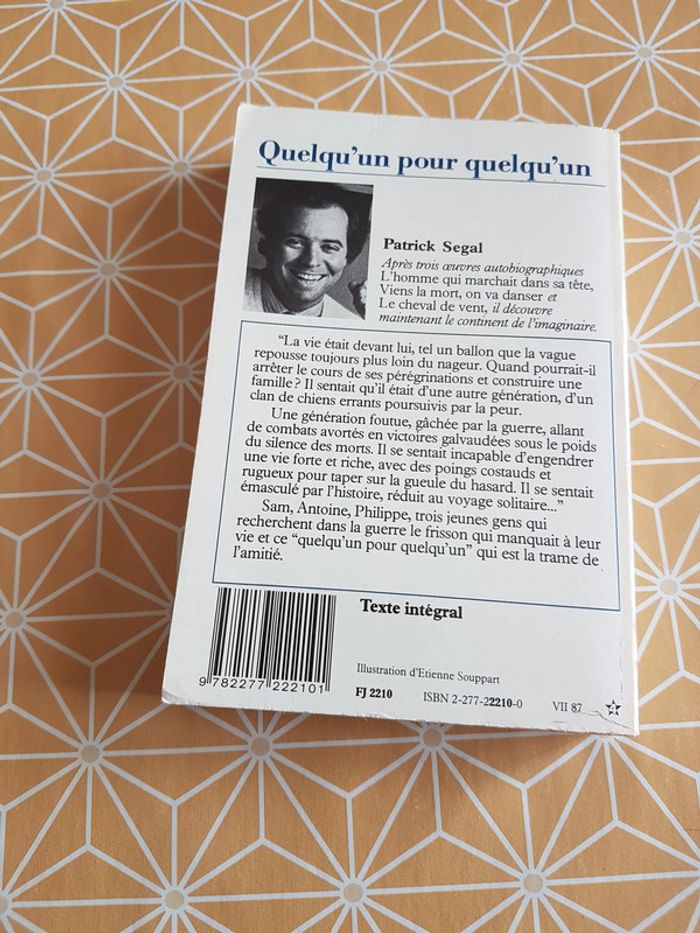 Quelqu'un pour quelqu'un
Patrick Segal
Après trois œuvres autobiographiques
L'homme qui marchait dans sa tête,
Viens la mort, on va danser et
Le cheval de vent, il découvre
maintenant le continent de l'imaginaire.
"La vie était devant lui, tel un ballon que la vague
repousse toujours plus loin du nageur. Quand pourrait-il
arrêter le cours de ses pérégrinations et construire une
famille? Il sentait qu'il était d'une autre génération, d'un
clan de chiens errants poursuivis par la peur.
Une génération foutue, gâchée par la guerre, allant
de combats avortés en victoires galvaudées sous le poids
du silence des morts. Il se sentait incapable d'engendrer
une vie forte et riche, avec des poings costauds et
rugueux pour taper sur la gueule du hasard. Il se sentait
émasculé par l'histoire, réduit au voyage solitaire..."
Sam, Antoine, Philippe, trois jeunes gens qui
recherchent dans la guerre le frisson qui manquait à leur
vie et ce "quelqu'un pour quelqu'un" qui est la trame de
l'amitié.
Texte intégral
Illustration d'Etienne Souppart
9 782277 222101
FJ 2210 ISBN 2-277-22210-0 VII 87